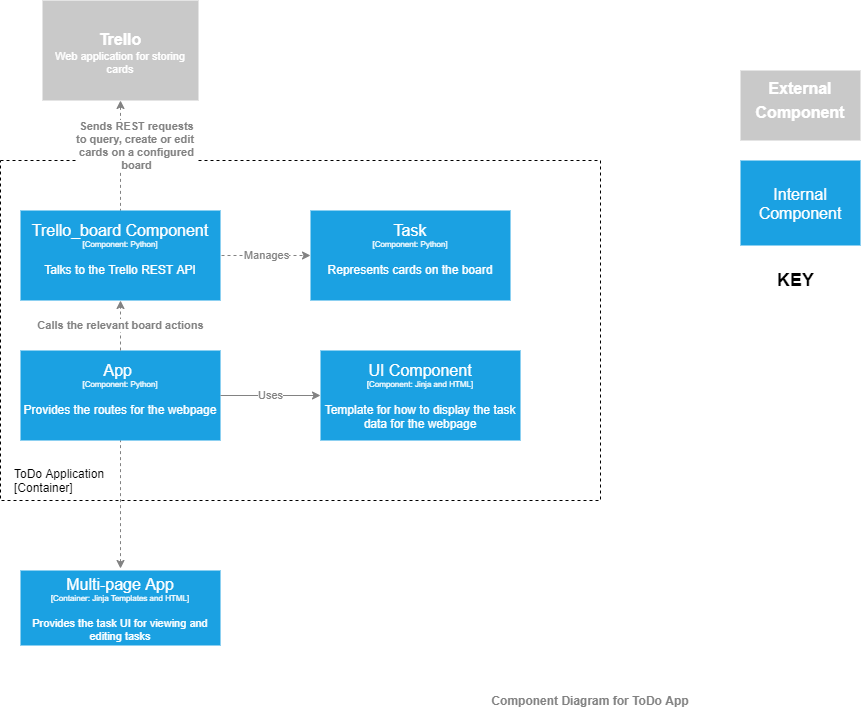 Trello
Web application for storing
cards
External
Component
Sends REST requests
to query, create or edit
cards on a configured
board
Internal
Component
Trello_board Component
[Component: Python]
Talks to the Trello REST API
Manages
Task
[Component: Python]
Represents cards on the board
KEY
Calls the relevant board actions
App
[Component: Python]
Provides the routes for the webpage
Uses
UI Component
[Component: Jinja and HTML]
Template for how to display the task
data for the webpage
ToDo Application
[Container]
Multi-page App
[Container: Jinja Templates and HTML]
Provides the task UI for viewing and
editing tasks
Component Diagram for ToDo App